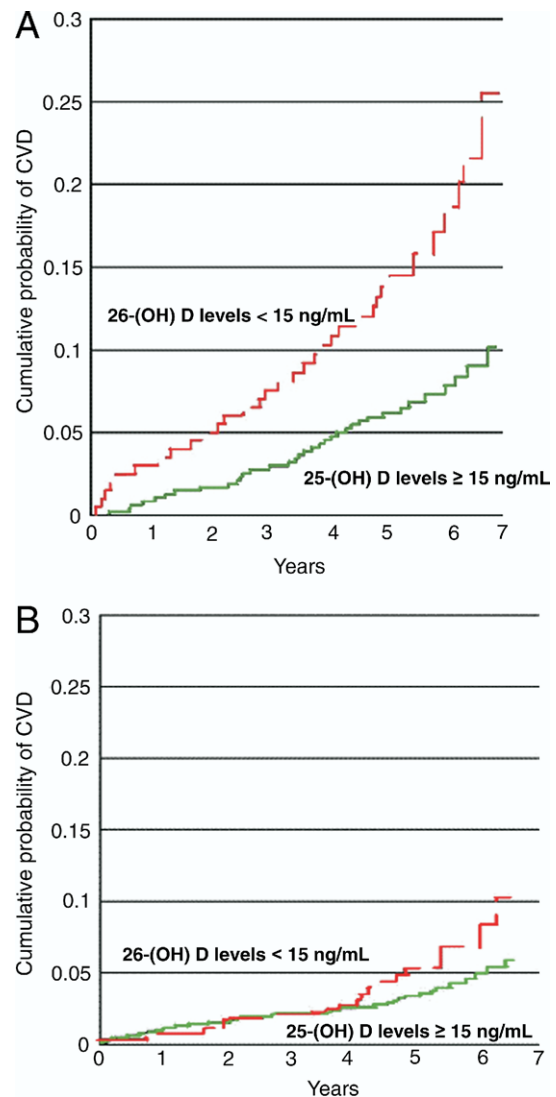 A
0.3
0.25
0.2
0.15
0.1
0.05
0
Cumulative probability of CVD
26-(OH) D levels < 15 ng/mL
25-(OH) D levels ≥ 15 ng/mL
0 1 2 3 4 5 6 7
Years
B
0.3
0.25
0.2
0.15
0.1
0.05
0
Cumulative probability of CVD
26-(OH) D levels < 15 ng/mL
25-(OH) D levels ≥ 15 ng/mL
0 1 2 3 4 5 6 7
Years